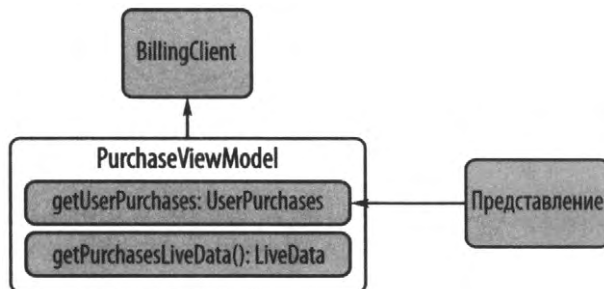 BillingClient
PurchaseViewModel
getUserPurchases: UserPurchases
Представление
getPurchasesLiveData(): LiveData